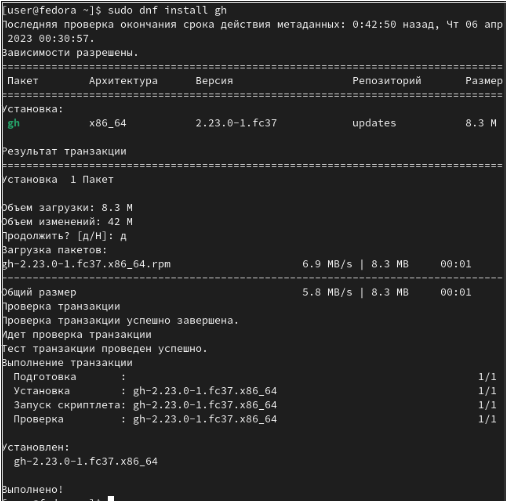 [user@fedora ~]$ sudo dnf install gh
Последняя проверка окончания срока действия метаданных: 0:42:50 назад, Чт 06 апр
2023 00:30:57.
Зависимости разрешены.
================================================================================
Пакет Архитектура Версия Репозиторий Размер
================================================================================
Установка:
gh x86_64 2.23.0-1.fc37 updates 8.3 M

Результат транзакции
================================================================================
Установка 1 Пакет

Объем загрузки: 8.3 M
Объем изменений: 42 M
Продолжить? [д/Н]: д
Загрузка пакетов:
gh-2.23.0-1.fc37.x86_64.rpm 6.9 MB/s | 8.3 MB 00:01
--------------------------------------------------------------------------------
Общий размер 5.8 MB/s | 8.3 MB 00:01
Проверка транзакции
Проверка транзакции успешно завершена.
Идет проверка транзакции
Тест транзакции проведен успешно.
Выполнение транзакции
Подготовка : 1/1
Установка : gh-2.23.0-1.fc37.x86_64 1/1
Запуск скриптлета: gh-2.23.0-1.fc37.x86_64 1/1
Проверка : gh-2.23.0-1.fc37.x86_64 1/1

Установлен:
gh-2.23.0-1.fc37.x86_64

Выполнено!